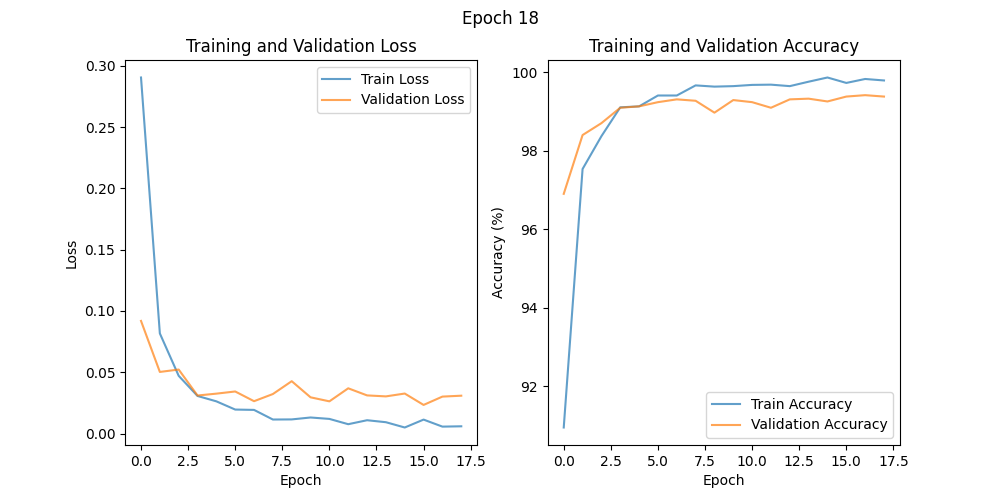 Epoch 18
Training and Validation Loss
Train Loss
Validation Loss
0.30
0.25
0.20
0.15
0.10
0.05
0.00
Loss
0.0 2.5 5.0 7.5 10.0 12.5 15.0 17.5
Epoch
Training and Validation Accuracy
100
98
96
94
92
Accuracy (%)
Train Accuracy
Validation Accuracy
0.0 2.5 5.0 7.5 10.0 12.5 15.0 17.5
Epoch